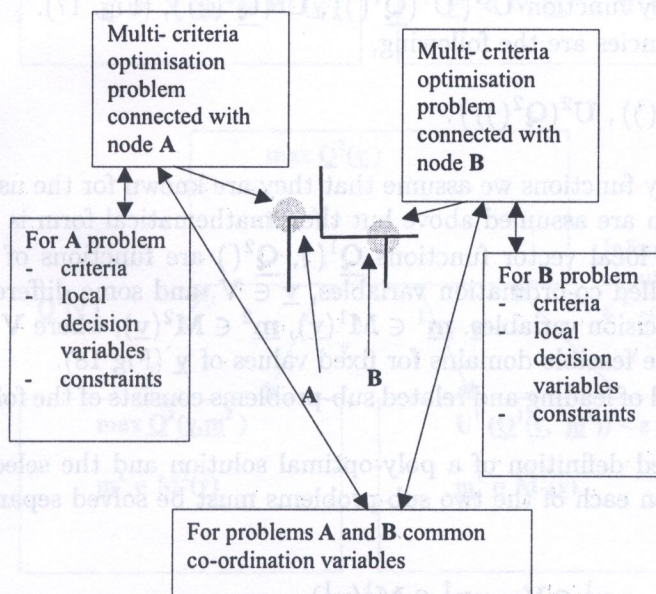 Multi- criteria
optimisation
problem
connected with
node A
Multi- criteria
optimisation
problem
connected with
node B
For A problem
- criteria
- local
decision
variables
- constraints
For B problem
- criteria
- local
decision
variables
- constraints
A
B
For problems A and B common
co-ordination variables